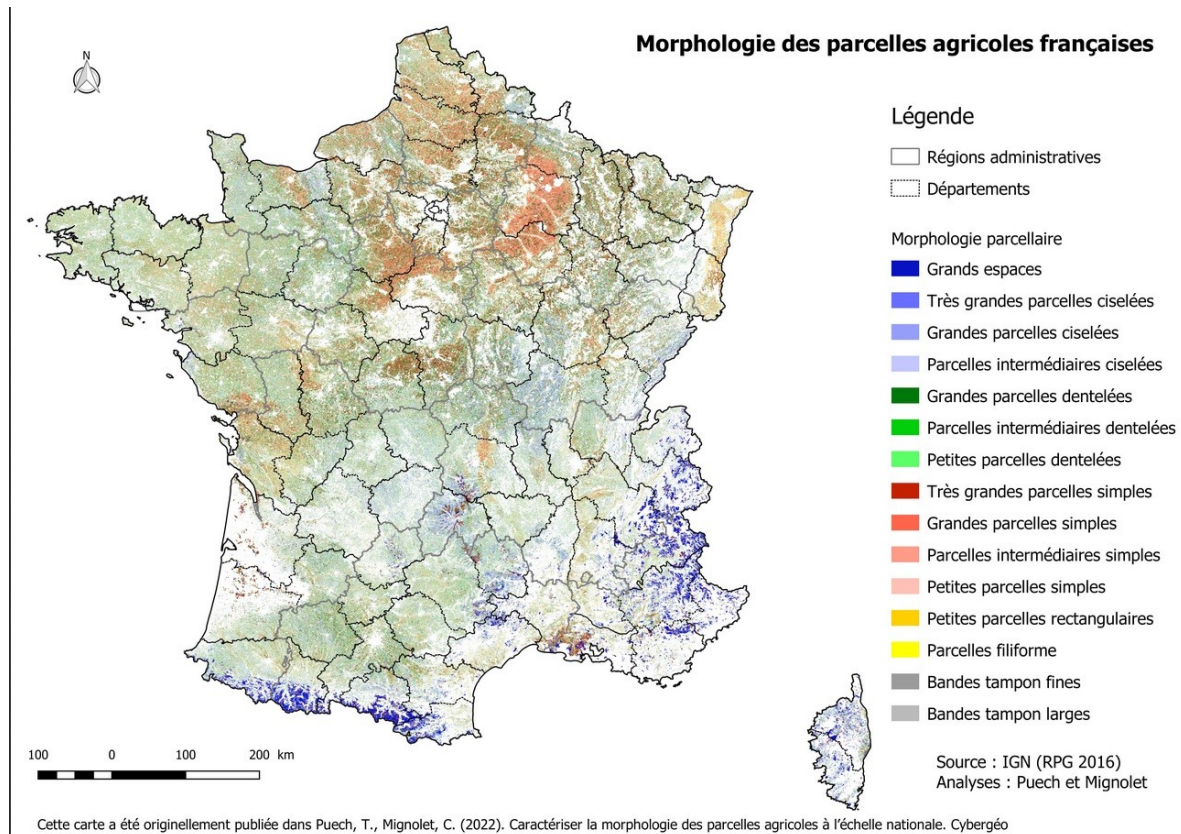 Morphologie des parcelles agricoles françaises
N
Légende
Régions administratives
Départements
Morphologie parcellaire
Grands espaces
Très grandes parcelles ciselées
Grandes parcelles ciselées
Parcelles intermédiaires ciselées
Grandes parcelles dentelées
Parcelles intermédiaires dentelées
Petites parcelles dentelées
Très grandes parcelles simples
Grandes parcelles simples
Parcelles intermédiaires simples
Petites parcelles simples
Petites parcelles rectangulaires
Parcelles filiforme
Bandes tampon fines
Bandes tampon larges
100 0 100 200 km
Source : IGN (RPG 2016)
Analyses : Puech et Mignolet
Cette carte a été originellement publiée dans Puech, T., Mignolet, C. (2022). Caractériser la morphologie des parcelles agricoles à l'échelle nationale. Cybergéo